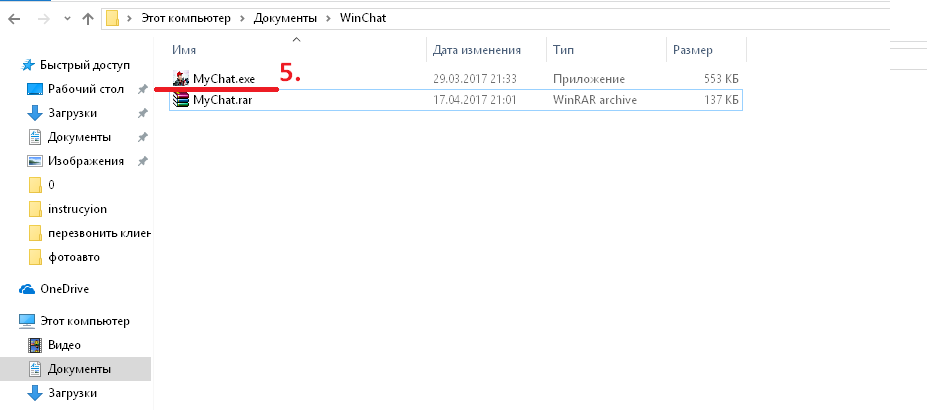 Этот компьютер > Документы > WinChat
Имя Дата изменения Тип Размер
Быстрый доступ
Рабочий стол
Загрузки
Документы
Изображения
0
instrucyion
перезвонить клиен
фотоавто
OneDrive
Этот компьютер
Видео
Документы
Загрузки
MyChat.exe 29.03.2017 21:33 Приложение 553 КБ
5.
MyChat.rar 17.04.2017 21:01 WinRAR archive 137 КБ